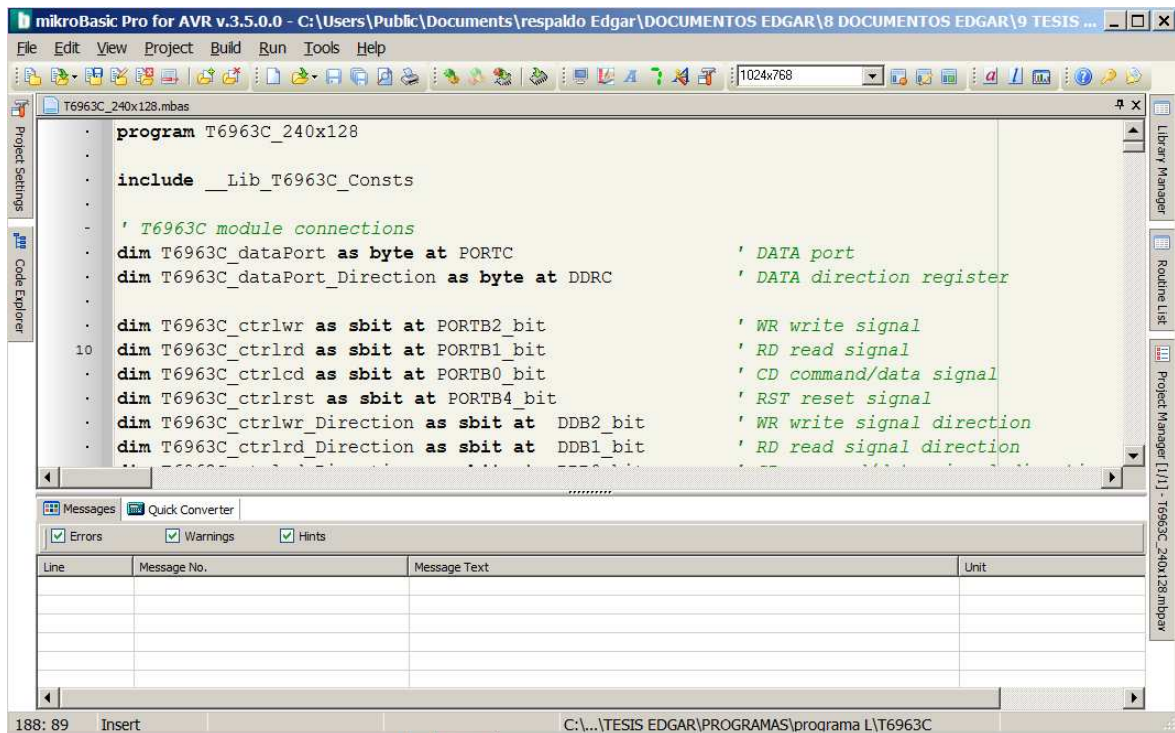 mikroBasic Pro for AVR v.3.5.0.0 - C:\Users\Public\Documents\respaldo Edgar\DOCUMENTOS EDGAR\8 DOCUMENTOS EDGAR\9 TESIS ...
File Edit View Project Build Run Tools Help
1024x768
T6963C_240x128.mbas
Project Settings
Code Explorer
program T6963C_240x128
include __Lib_T6963C_Consts
' T6963C module connections
dim T6963C_dataPort as byte at PORTC ' DATA port
dim T6963C_dataPort_Direction as byte at DDRC ' DATA direction register
dim T6963C_ctrlwr as sbit at PORTB2_bit ' WR write signal
10 dim T6963C_ctrlrd as sbit at PORTB1_bit ' RD read signal
dim T6963C_ctrlcd as sbit at PORTB0_bit ' CD command/data signal
dim T6963C_ctrlrst as sbit at PORTB4_bit ' RST reset signal
dim T6963C_ctrlwr_Direction as sbit at DDB2_bit ' WR write signal direction
dim T6963C_ctrlrd_Direction as sbit at DDB1_bit ' RD read signal direction
Library Manager
Routine List
Project Manager [1/1] - T6963C_240x128.mbpav
Messages Quick Converter
Errors Warnings Hints
Line Message No. Message Text Unit
188: 89 Insert C:\...\TESIS EDGAR\PROGRAMAS\programa L\T6963C